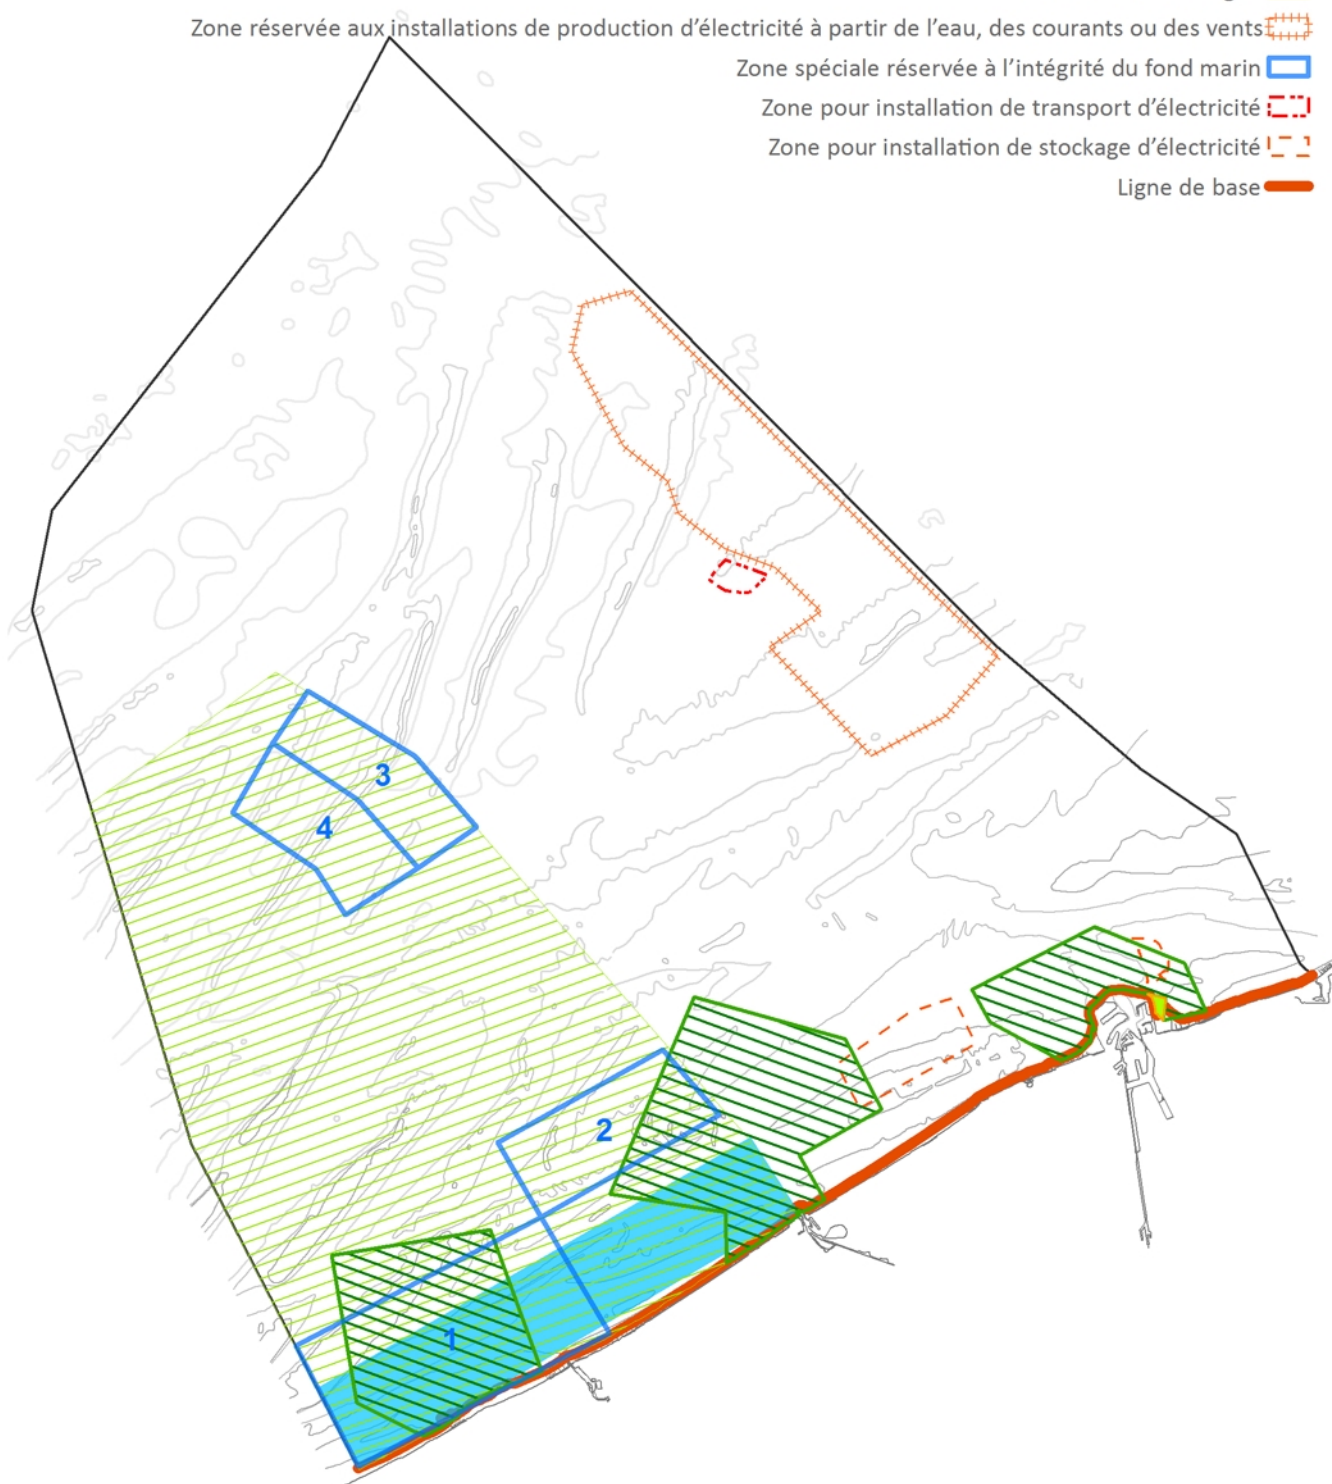 Zone réservée aux installations de production d’électricité à partir de l’eau, des courants ou des vents
Zone spéciale réservée à l’intégrité du fond marin
Zone pour installation de transport d’électricité
Zone pour installation de stockage d’électricité
Ligne de base
3
4
2
1